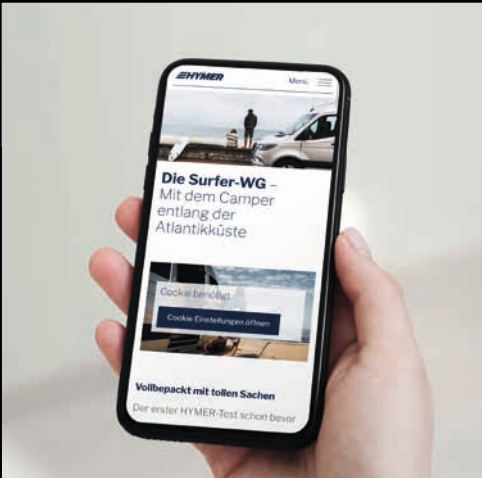 HYMER
Menü
Die Surfer-WG –
Mit dem Camper
entlang der
Atlantikküste
Cookie benötigt
Cookie Einstellungen öffnen
Vollbepackt mit tollen Sachen
Der erster HYMER-Test schon bevor